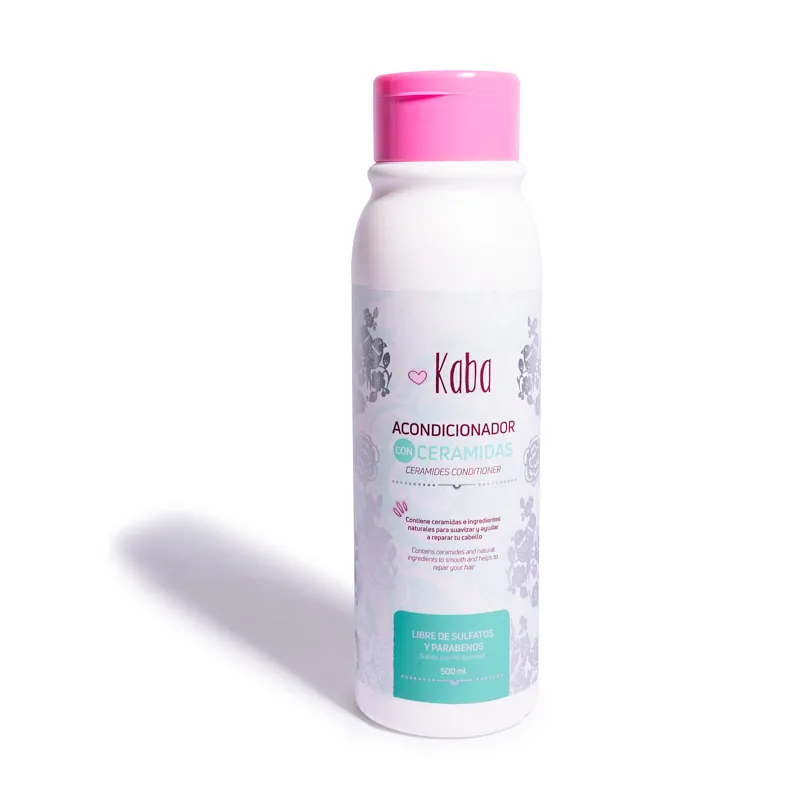 Kaba
ACONDICIONADOR
CON CERAMIDAS
CERAMIDES CONDITIONER
Contiene ceramidas e ingredientes
naturales para suavizar y ayudar
a reparar tu cabello
Contains ceramides and natural
ingredients to smooth and helps to
repair your hair
LIBRE DE SULFATOS
Y PARABENOS
500 ml